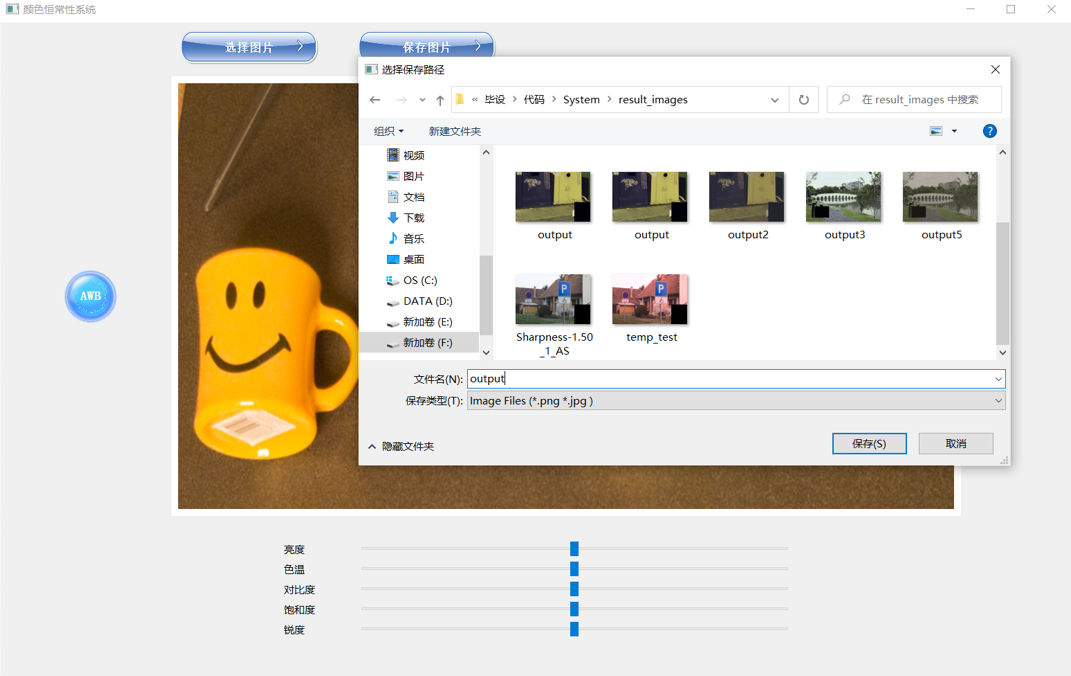 颜色恒常性系统
选择图片
保存图片
选择保存路径
« 毕设 › 代码 › System › result_images
在 result_images 中搜索
组织
新建文件夹
视频
图片
文档
下载
音乐
桌面
OS (C:)
DATA (D:)
新加卷 (E:)
新加卷 (F:)
output
output
output2
output3
output5
Sharpness-1.50
_1_AS
temp_test
文件名(N): output
保存类型(T): Image Files (*.png *.jpg )
隐藏文件夹
保存(S)
取消
AWB
亮度
色温
对比度
饱和度
锐度